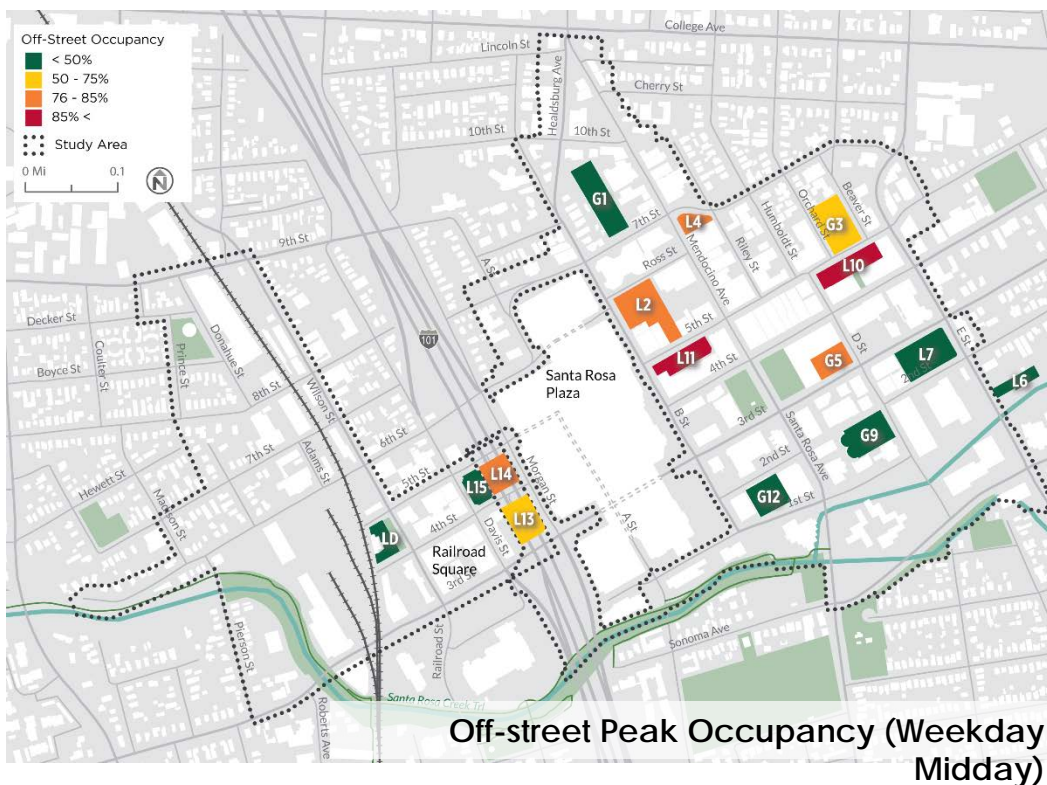 Off-Street Occupancy
< 50%
50 - 75%
76 - 85%
85% <
Study Area
0 Mi
0.1
N
College Ave
Lincoln St
Healdsburg Ave
Cherry St
10th St
10th St
G1
7th St
L4
Orchard St
Beaver St
G3
Humboldt St
Riley St
Mendocino Ave
Ross St
L10
9th St
A St
L2
5th St
L11
4th St
D St
E St
L7
2nd St
G5
L6
Decker St
Boyce St
Coulter St
Prince St
Donahue St
8th St
Wilson St
101
Santa Rosa
Plaza
B St
3rd St
Santa Rosa Ave
G9
2nd St
G12
1st St
7th St
Adams St
6th St
5th St
L14
L15
Morgan St
L13
A St
4th St
Davis St
LD
Railroad
Square
3rd St
Hewett St
Madison St
Pierson St
Railroad St
Sonoma Ave
Santa Rosa Creek Trl
Roberts Ave
Off-street Peak Occupancy (Weekday
Midday)